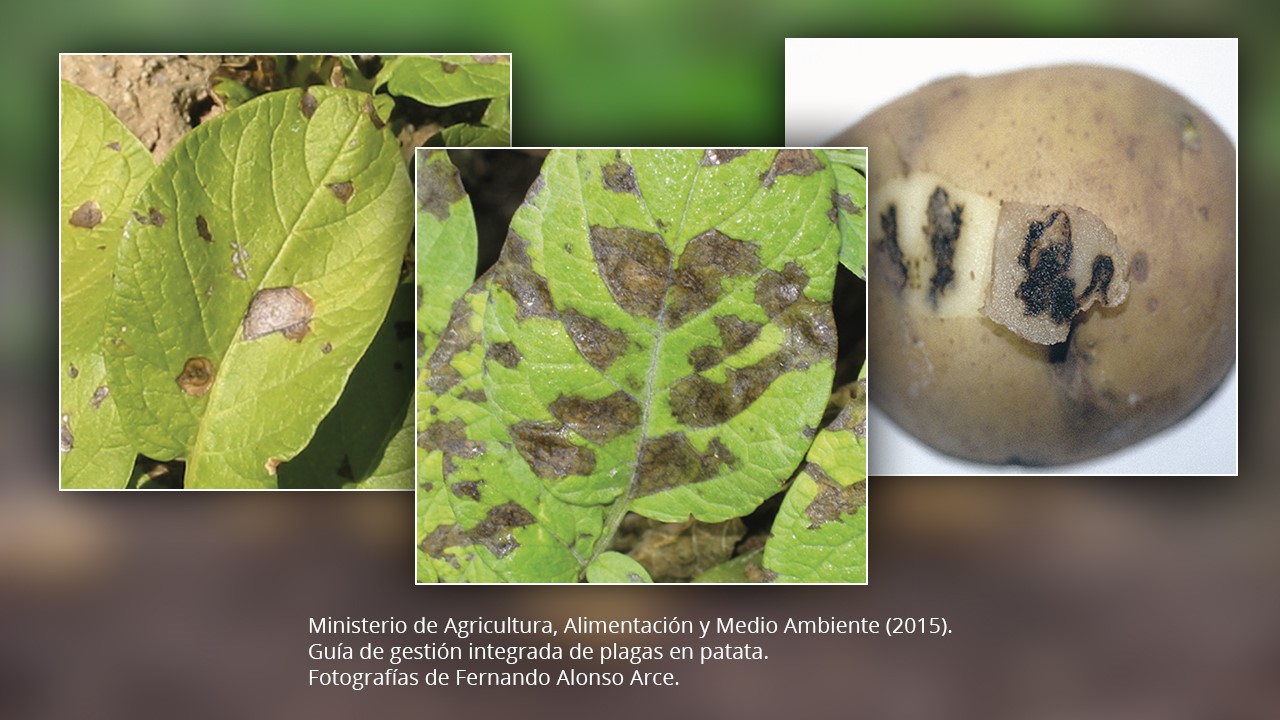 Ministerio de Agricultura, Alimentación y Medio Ambiente (2015).
Guía de gestión integrada de plagas en patata.
Fotografías de Fernando Alonso Arce.